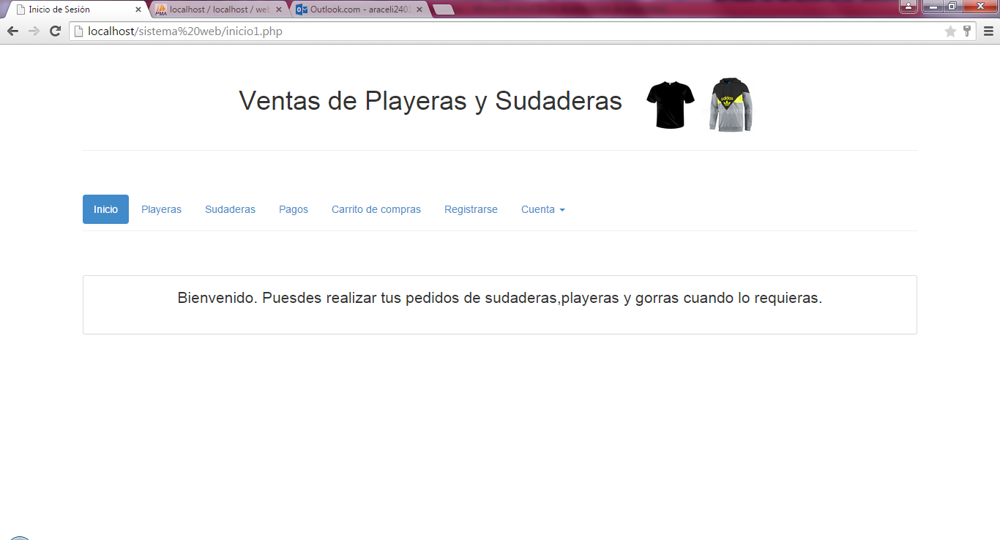 Inicio de Sesión
localhost / localhost / web
Outlook.com - araceli2401
localhost/sistema%20web/inicio1.php
Ventas de Playeras y Sudaderas
adidas
Inicio Playeras Sudaderas Pagos Carrito de compras Registrarse Cuenta
Bienvenido. Puesdes realizar tus pedidos de sudaderas,playeras y gorras cuando lo requieras.